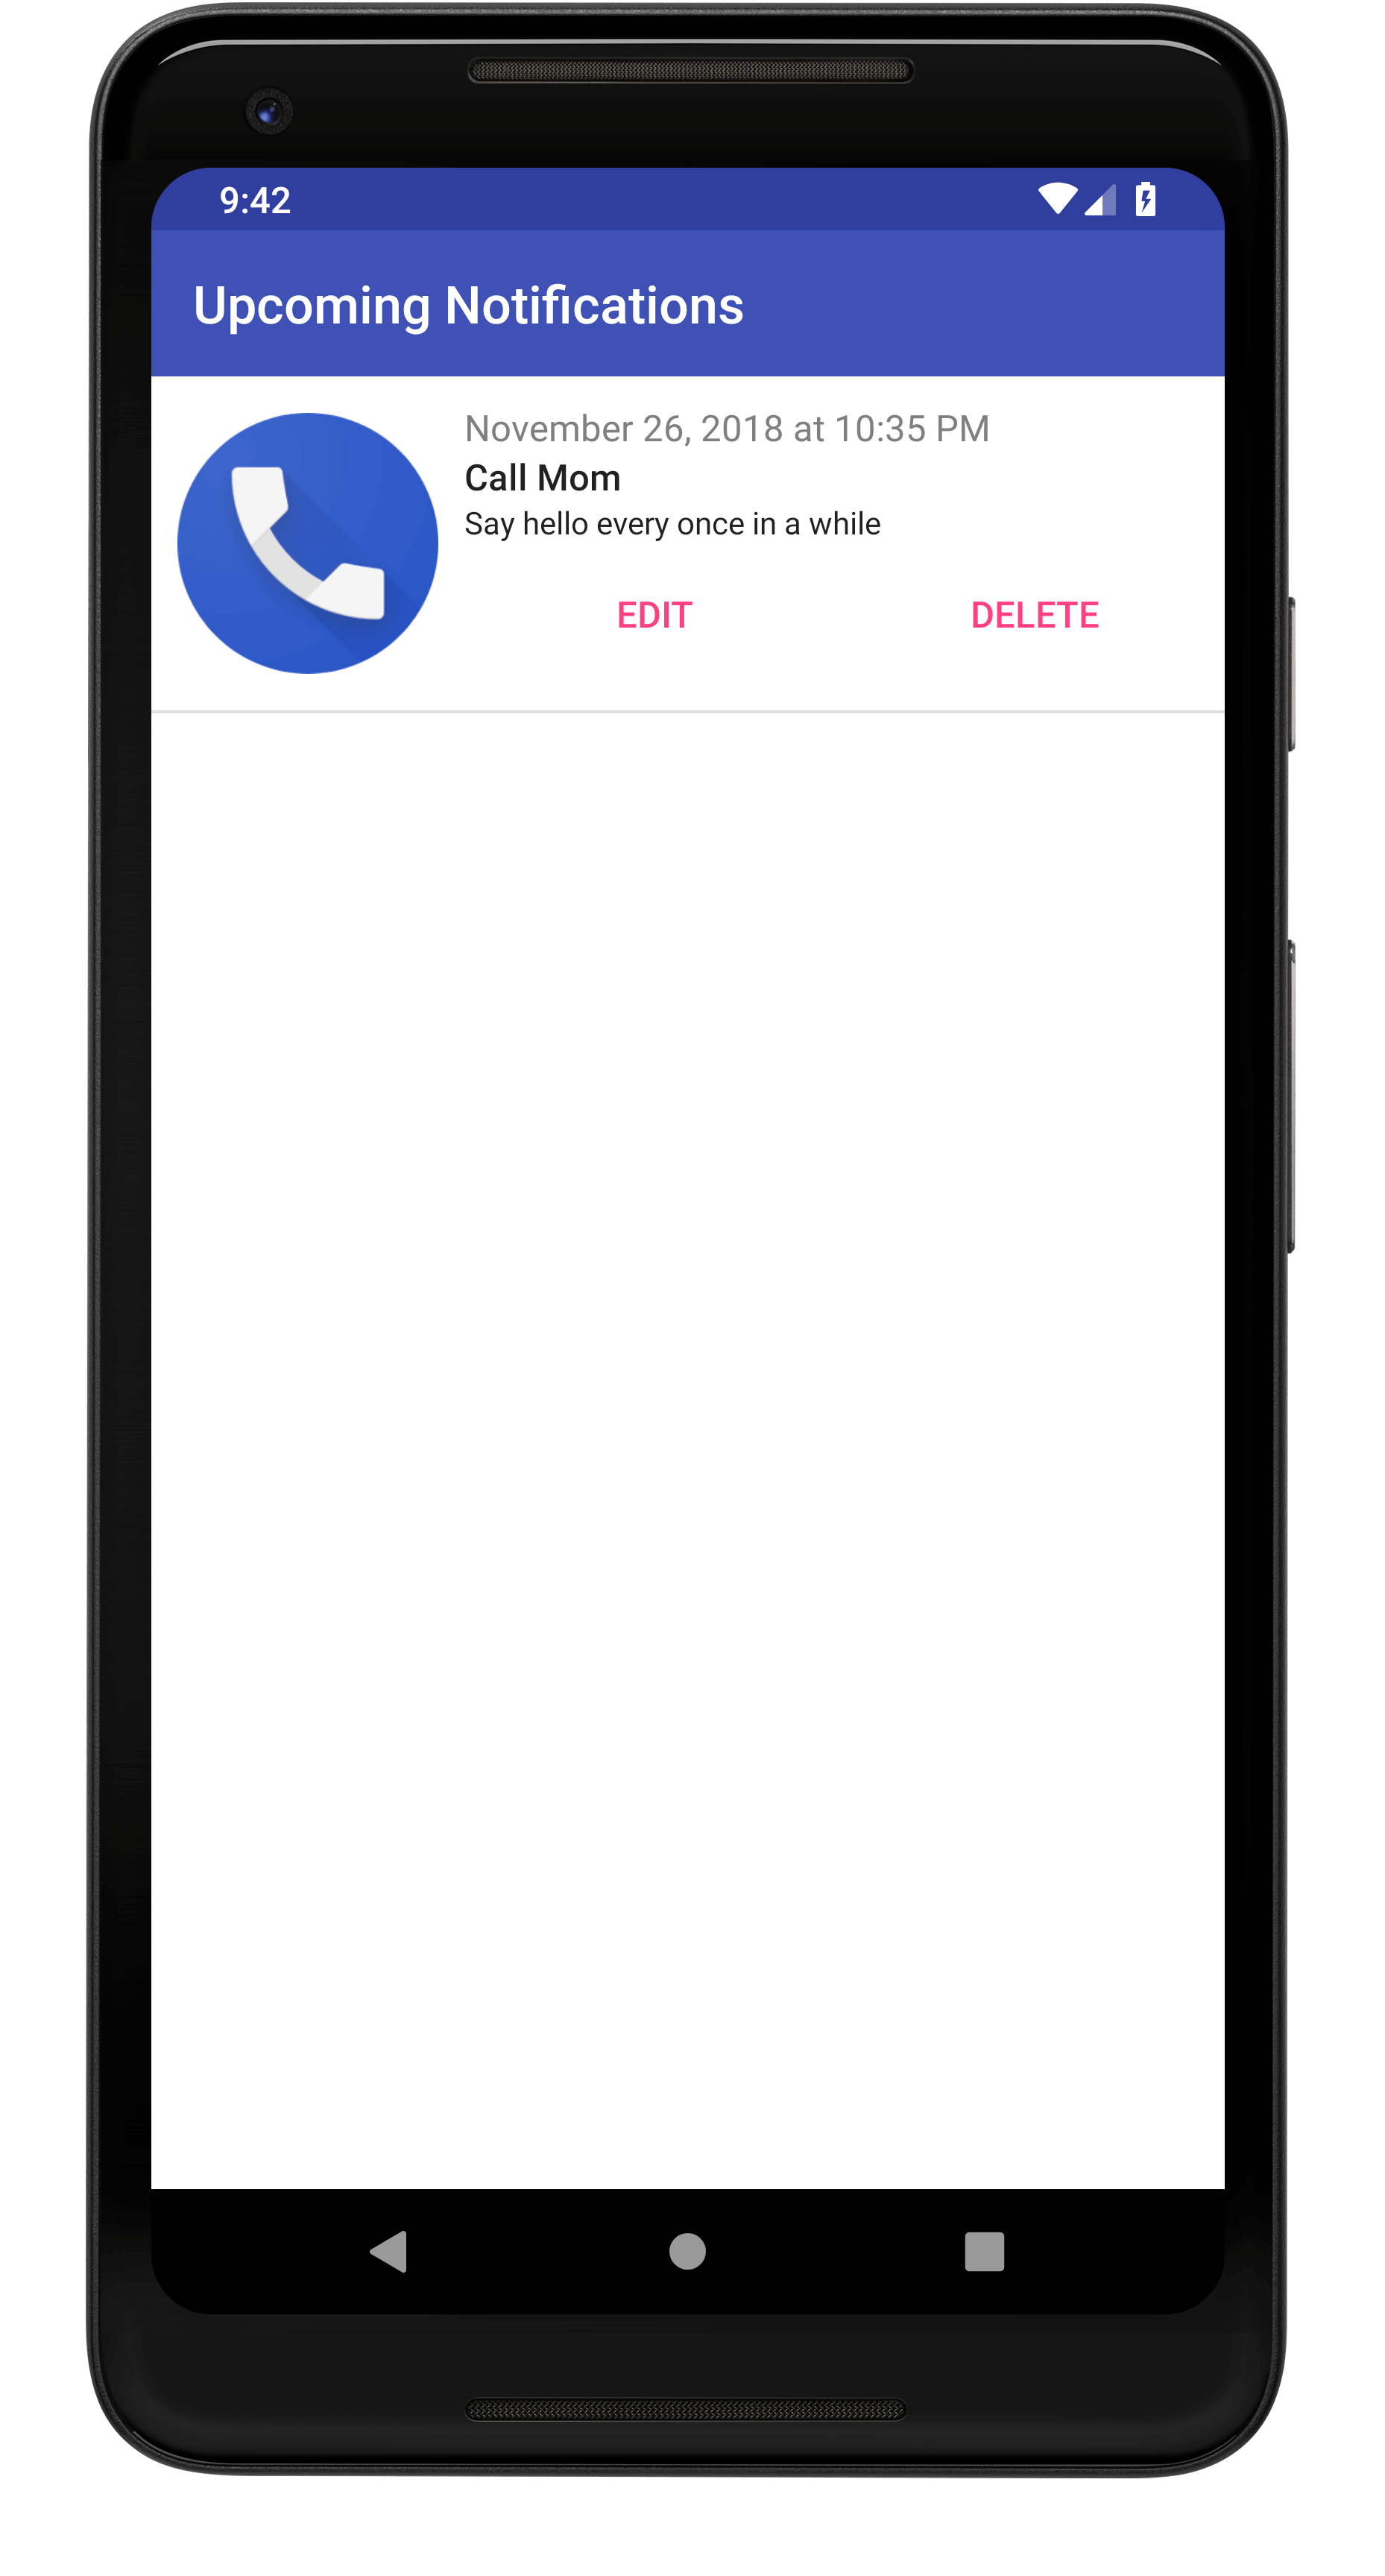 9:42
Upcoming Notifications
November 26, 2018 at 10:35 PM
Call Mom
Say hello every once in a while
EDIT DELETE